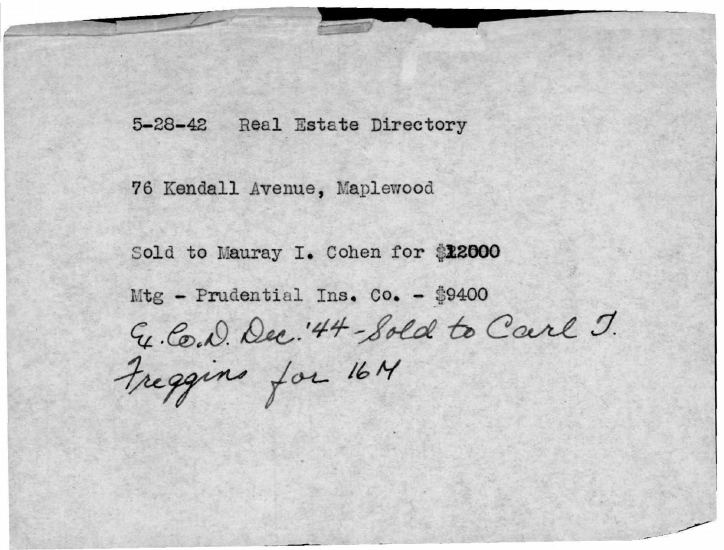 5-28-42 Real Estate Directory
76 Kendall Avenue, Maplewood
Sold to Mauray I. Cohen for $12000
Mtg - Prudential Ins. Co. - $9400
Co. D. Dec. '44 - Sold to Carl T.
Freggins for 16M